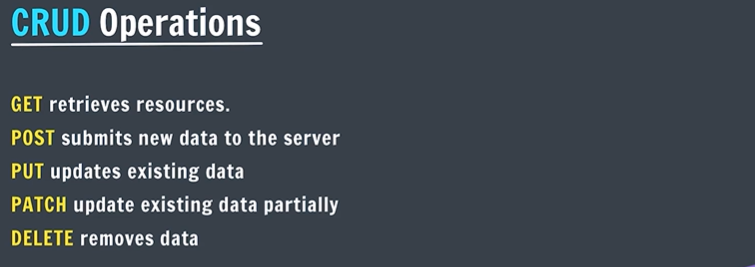 CRUD Operations
GET retrieves resources.
POST submits new data to the server
PUT updates existing data
PATCH update existing data partially
DELETE removes data